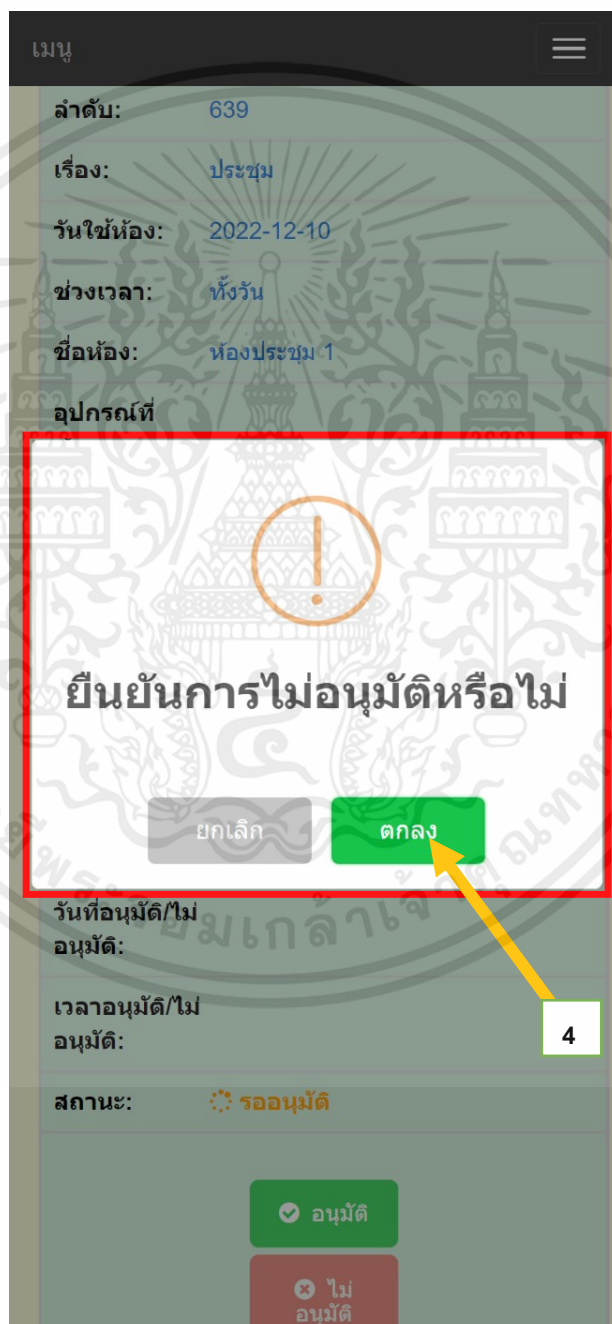 เมนู
ลำดับ: 639
เรื่อง: ประชุม
วันใช้ห้อง: 2022-12-10
ช่วงเวลา: ทั้งวัน
ชื่อห้อง: ห้องประชุม 1
อุปกรณ์ที่
ยืนยันการไม่อนุมัติหรือไม่
ยกเลิก ตกลง
วันที่อนุมัติ/ไม่
อนุมัติ:
เวลาอนุมัติ/ไม่
อนุมัติ:
4
สถานะ: รออนุมัติ
อนุมัติ
ไม่
อนุมัติ